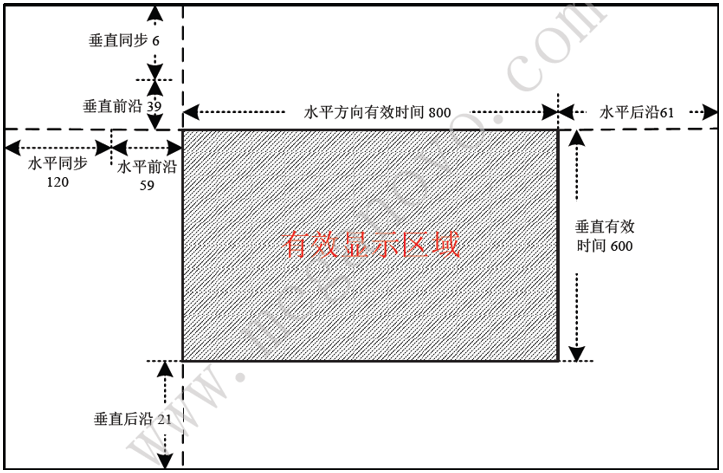 垂直同步 6
垂直前沿 39
水平方向有效时间 800
水平后沿61
水平同步
120
水平前沿
59
有效显示区域
垂直有效
时间 600
垂直后沿 21